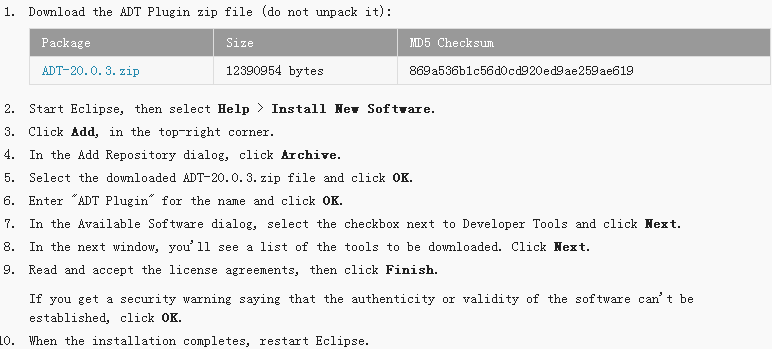 1. Download the ADT Plugin zip file (do not unpack it):
Package Size MD5 Checksum
ADT-20.0.3.zip 12390954 bytes 869a536b1c56d0cd920ed9ae259ae619
2. Start Eclipse, then select Help > Install New Software.
3. Click Add, in the top-right corner.
4. In the Add Repository dialog, click Archive.
5. Select the downloaded ADT-20.0.3.zip file and click OK.
6. Enter "ADT Plugin" for the name and click OK.
7. In the Available Software dialog, select the checkbox next to Developer Tools and click Next.
8. In the next window, you'll see a list of the tools to be downloaded. Click Next.
9. Read and accept the license agreements, then click Finish.
If you get a security warning saying that the authenticity or validity of the software can't be
established, click OK.
10. When the installation completes, restart Eclipse.